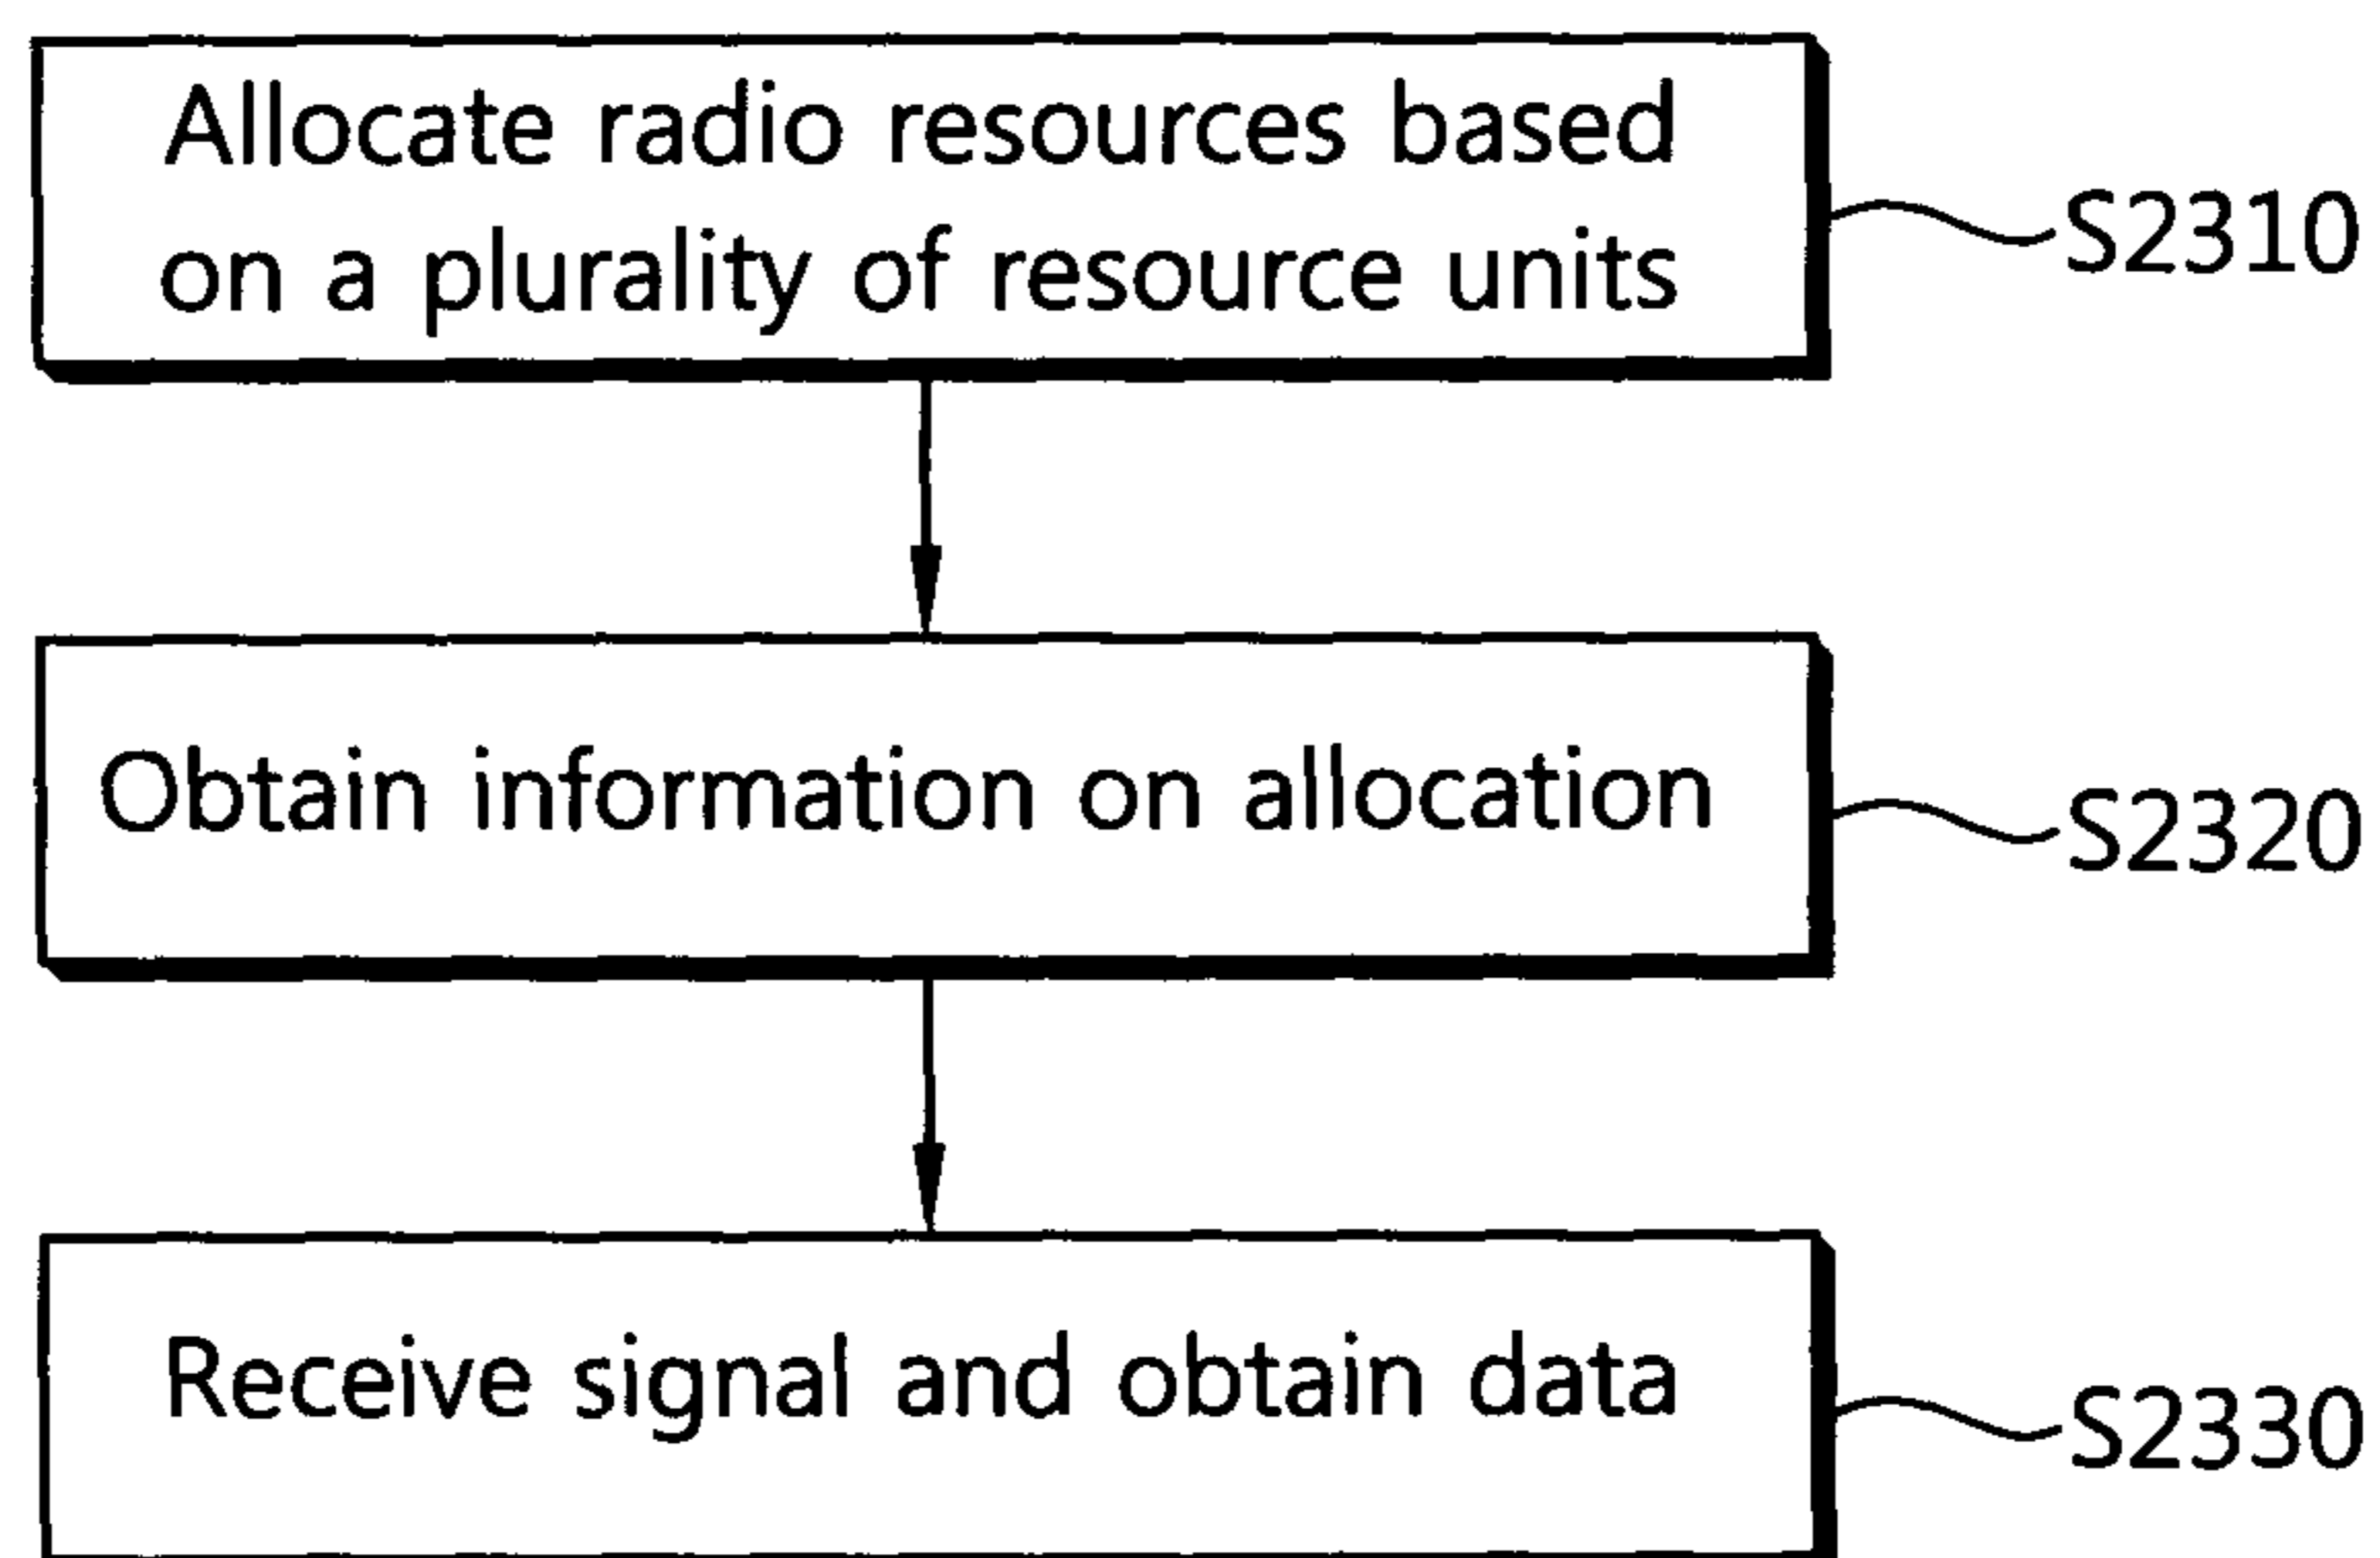 Allocate radio resources based
on a plurality of resource units
S2310
Obtain information on allocation
S2320
Receive signal and obtain data
S2330